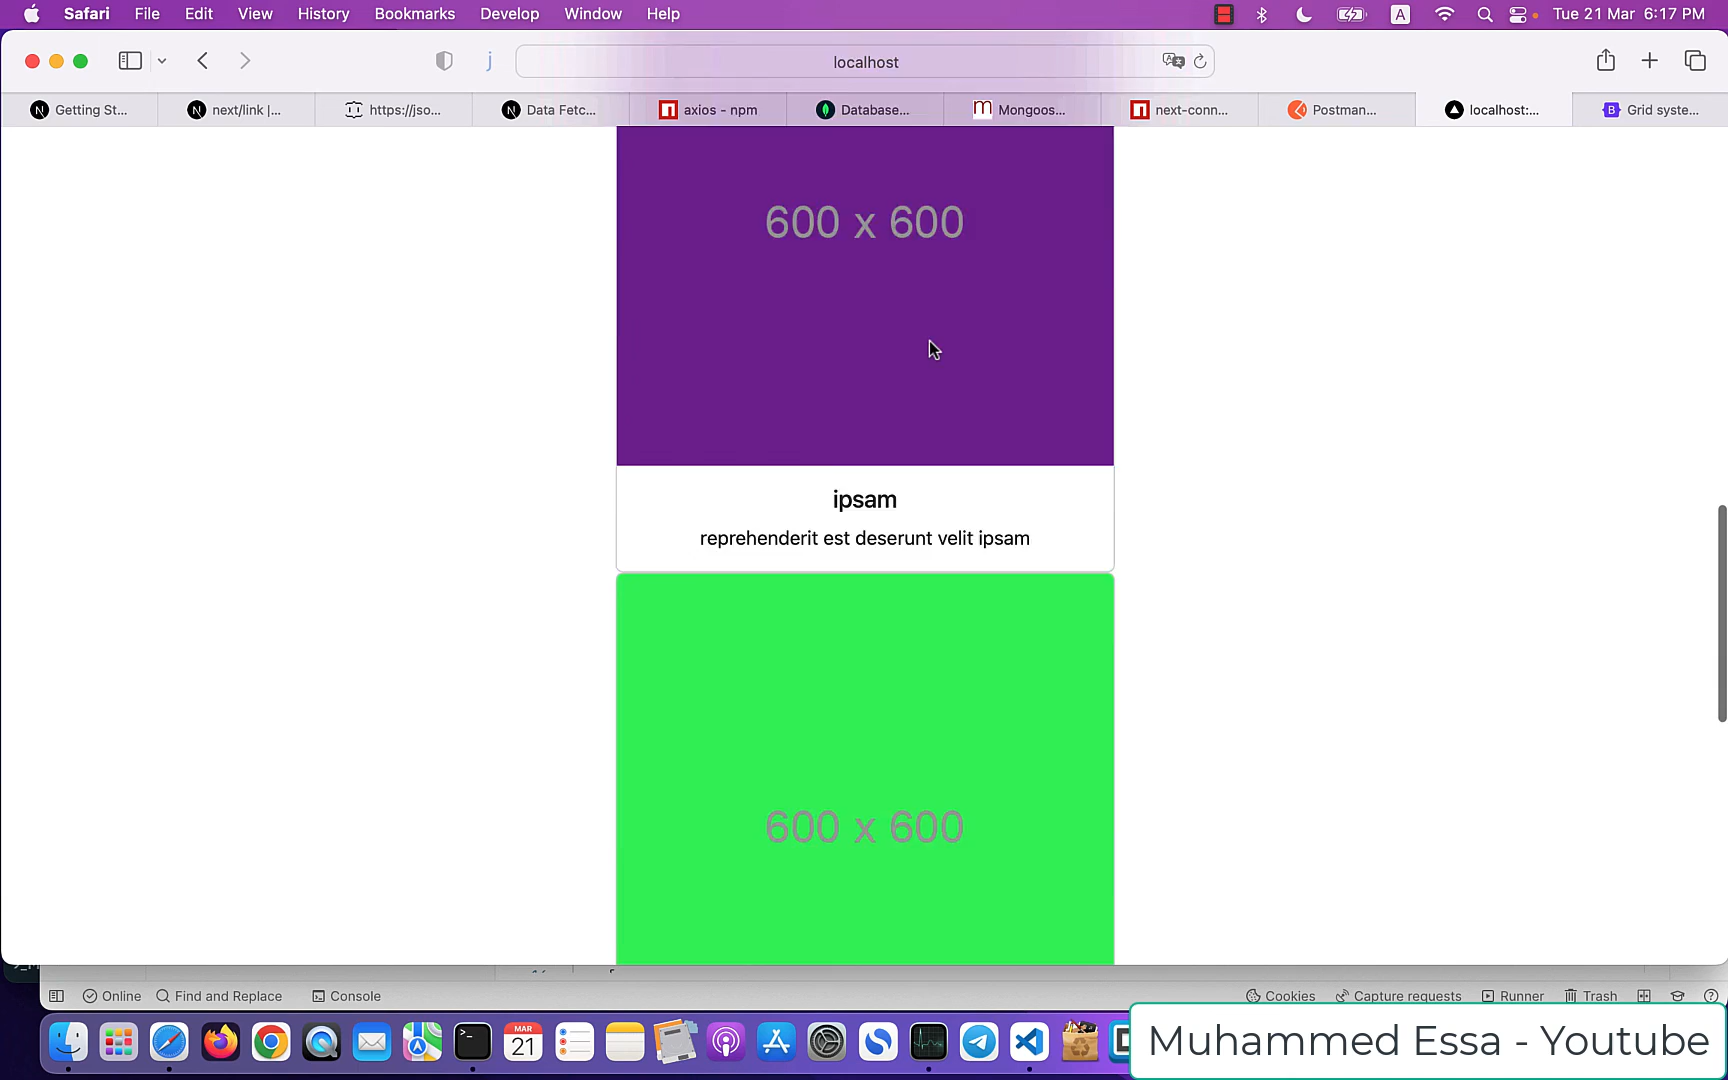 Safari File Edit View History Bookmarks Develop Window Help A Tue 21 Mar 6:17 PM
j localhost
N Getting St... N next/link |... https://jso... N Data Fetc... axios - npm Database... m Mongoos... next-conn... Postman... localhost:... B Grid syste...
600 x 600
ipsam
reprehenderit est deserunt velit ipsam
600 x 600
Online Find and Replace Console Cookies Capture requests Runner Trash ?
MAR
21
Muhammed Essa - Youtube